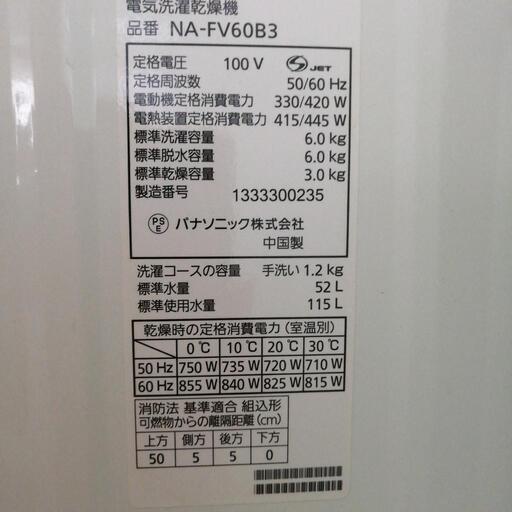 電気洗濯乾燥機
品番 NA-FV60B3
定格電圧 100 V S JET
定格周波数 50/60 Hz
電動機定格消費電力 330/420 W
電熱装置定格消費電力 415/445 W
標準洗濯容量 6.0 kg
標準脱水容量 6.0 kg
標準乾燥容量 3.0 kg
製造番号 1333300235
PSE パナソニック株式会社
中国製
洗濯コースの容量 手洗い 1.2 kg
標準水量 52 L
標準使用水量 115 L
乾燥時の定格消費電力 (室温別)
0℃ 10℃ 20℃ 30℃
50 Hz 750 W 735 W 720 W 710 W
60 Hz 855 W 840 W 825 W 815 W
消防法 基準適合 組込形
可燃物からの離隔距離(cm)
上方 側方 後方 下方
50 5 5 0